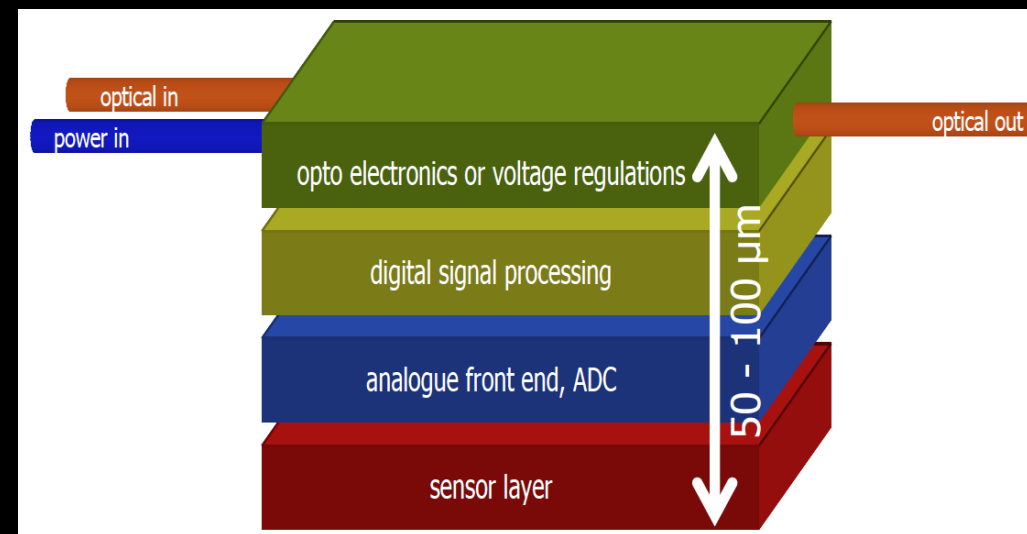 optical in
power in
optical out
opto electronics or voltage regulations
digital signal processing
analogue front end, ADC
sensor layer
50 - 100 µm